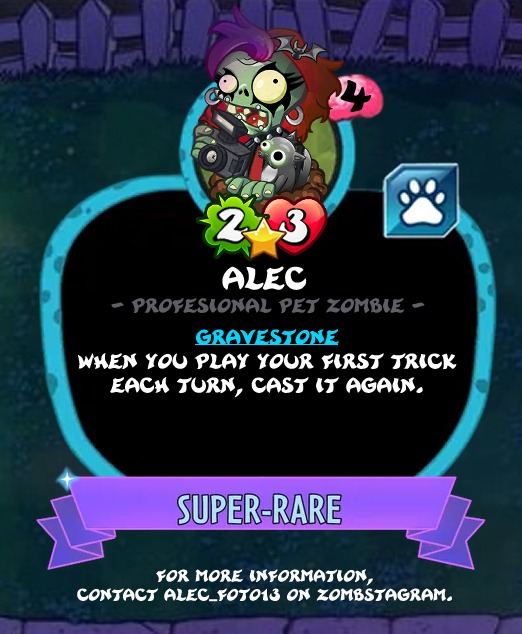 4
2 3
ALEC
- PROFESIONAL PET ZOMBIE -
GRAVESTONE
WHEN YOU PLAY YOUR FIRST TRICK
EACH TURN, CAST IT AGAIN.
SUPER-RARE
FOR MORE INFORMATION,
CONTACT ALEC_FOTO13 ON ZOMBSTAGRAM.